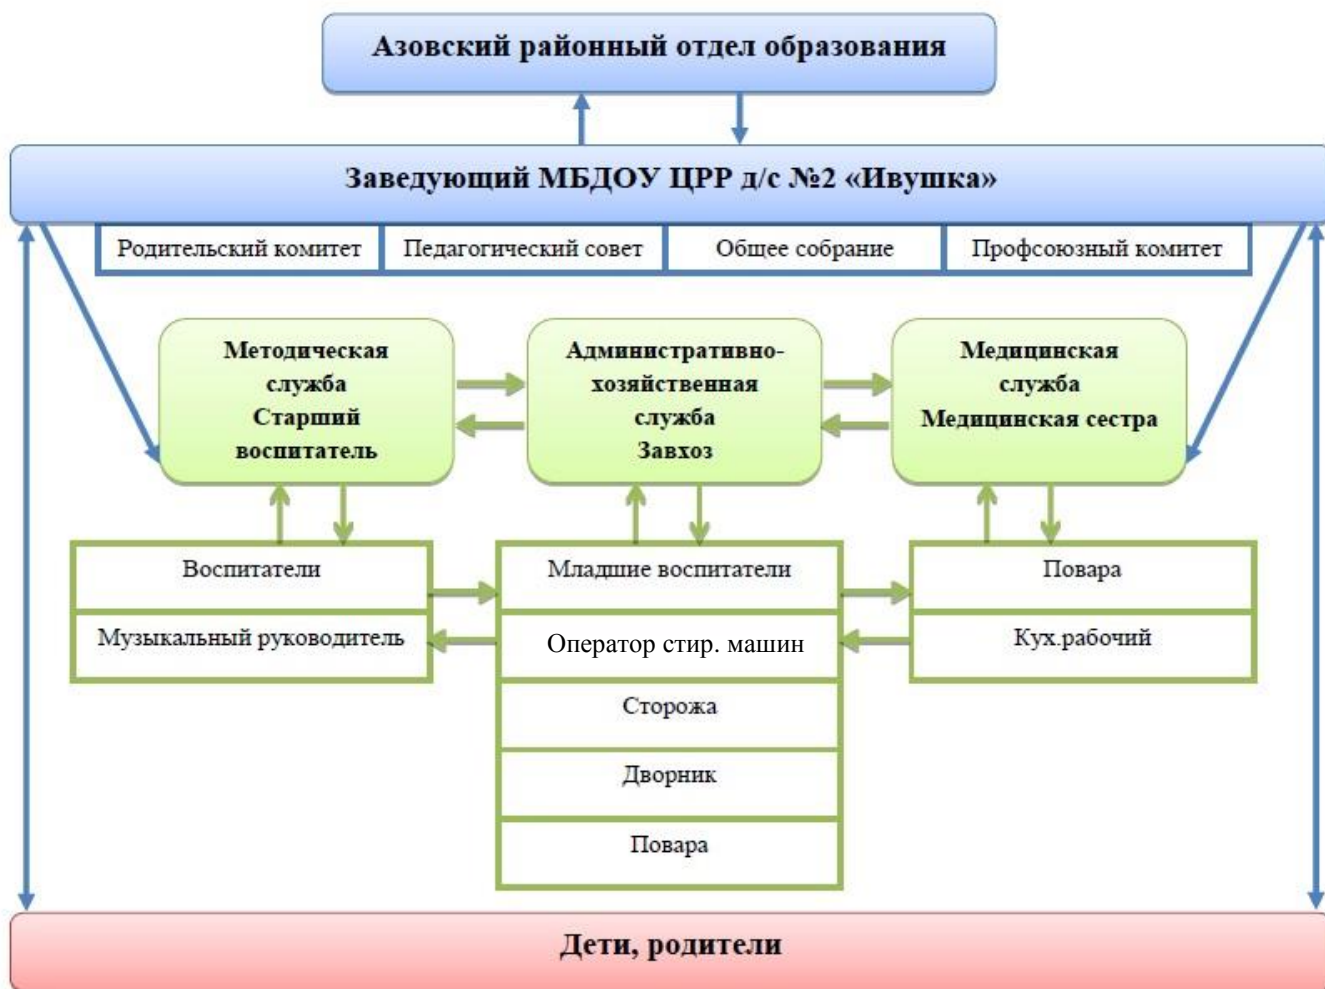 Азовский районный отдел образования
Заведующий МБДОУ ЦРР д/с №2 «Ивушка»
Родительский комитет
Педагогический совет
Общее собрание
Профсоюзный комитет
Методическая
служба
Старший
воспитатель
Административно-
хозяйственная
служба
Завхоз
Медицинская
служба
Медицинская сестра
Воспитатели
Музыкальный руководитель
Младшие воспитатели
Оператор стир. машин
Сторожа
Дворник
Повара
Повара
Кух.рабочий
Дети, родители